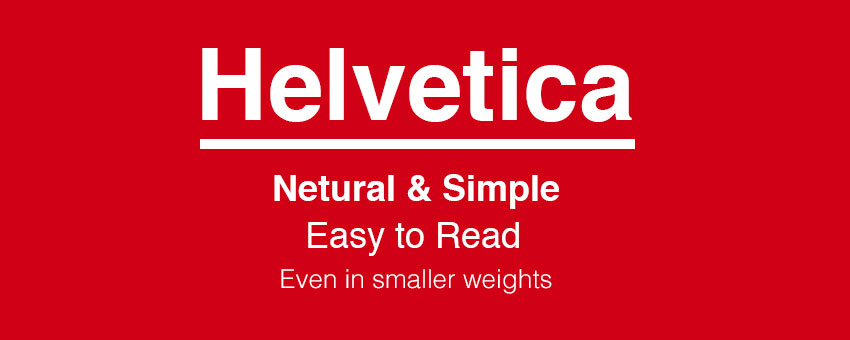 Helvetica
Netural & Simple
Easy to Read
Even in smaller weights